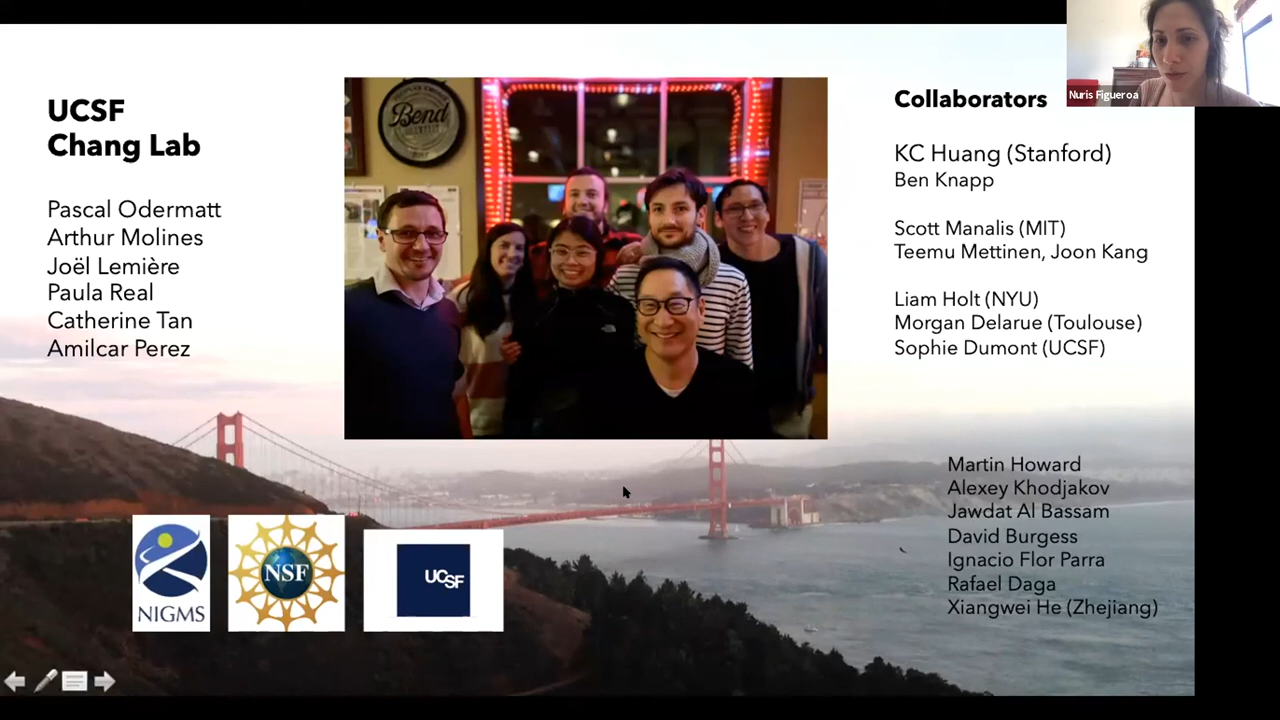 UCSF
Chang Lab
Pascal Odermatt
Arthur Molines
Joël Lemière
Paula Real
Catherine Tan
Amilcar Perez
Bend
Collaborators
Nuris Figueroa
KC Huang (Stanford)
Ben Knapp
Scott Manalis (MIT)
Teemu Mettinen, Joon Kang
Liam Holt (NYU)
Morgan Delarue (Toulouse)
Sophie Dumont (UCSF)
Martin Howard
Alexey Khodjakov
Jawdat Al Bassam
David Burgess
Ignacio Flor Parra
Rafael Daga
Xiangwei He (Zhejiang)
NIGMS
NSF
UCSF